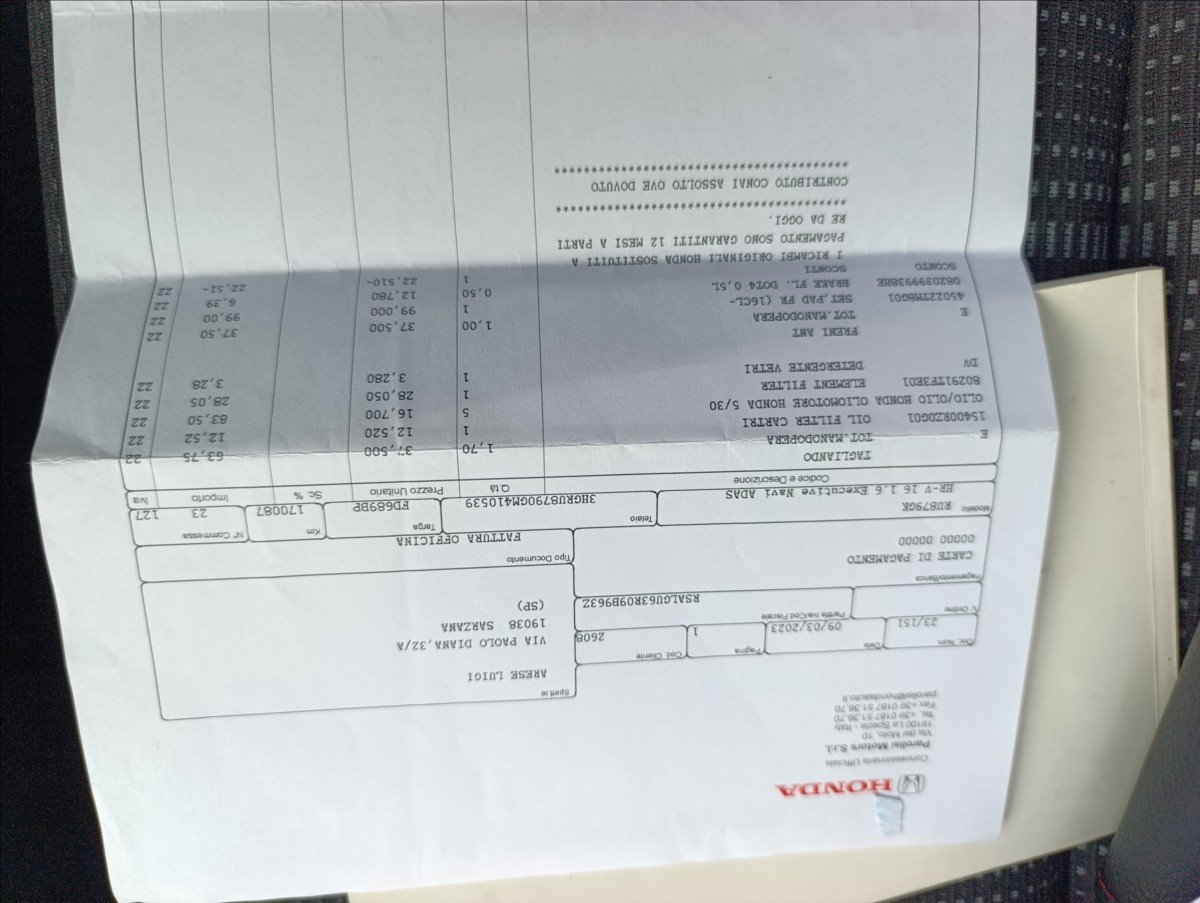 HONDA
Concessionaria Ufficiale
Parolisi Motors S.r.l.
Via del Molo, 10
19100 La Spezia - Italy
Tel. +39 0187 51.36.70
Fax +39 0187 51.36.70
parolisi@hondaauto.it
Spett.le
ARESE LUIGI
VIA PAOLO DIANA,32/A
19038 SARZANA
(SP)
Doc. Num. Data Pagina Cod. Cliente
23/151 09/03/2023 1 2608
V. Ordine Partita Iva/Cod.Fiscale
RSALGU63R09B963Z
Pagamento/Banca
CARTE DI PAGAMENTO
00000 00000
Tipo Documento
FATTURA OFFICINA
Modello RU879GK
HR-V 16 1.6 Executive Navi ADAS
Telaio Targa Km N° Commessa
3HGRU8790GM410539 FD689BP 170087 23 127
Codice e Descrizione Q.tà Prezzo Unitario Sc. % Importo Iva
TAGLIANDO
E TOT.MANODOPERA 1,70 37,500 63,75 22
15400RZ0G01 OIL FILTER CARTRI 1 12,520 12,52 22
OLIO/OLIO HONDA OLIOMOTORE HONDA 5/30 5 16,700 83,50 22
80291TF3E01 ELEMENT FILTER 1 28,050 28,05 22
DV DETERGENTE VETRI 1 3,280 3,28 22
FRENI ANT
E TOT.MANODOPERA 1,00 37,500 37,50 22
45022T7M8G01 SET,PAD FR (16CL- 1 99,000 99,00 22
0820399938HE BRAKE FL. DOT4 0,5L 0,50 12,780 6,39 22
SCONTO SCONTI 1 22,510- 22,51- 22
I RICAMBI ORIGINALI HONDA SOSTITUITI A
PAGAMENTO SONO GARANTITI 12 MESI A PARTI
RE DA OGGI.
****************************************
CONTRIBUTO CONAI ASSOLTO OVE DOVUTO
****************************************